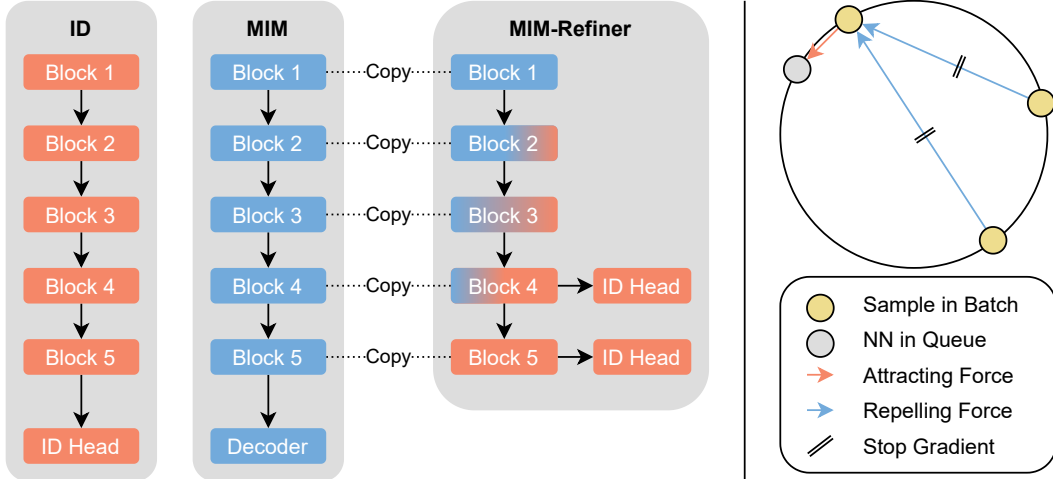 ID
Block 1
Block 2
Block 3
Block 4
Block 5
ID Head
MIM
Block 1
Block 2
Block 3
Block 4
Block 5
Decoder
Copy
Copy
Copy
Copy
Copy
MIM-Refiner
Block 1
Block 2
Block 3
Block 4
ID Head
Block 5
ID Head
Sample in Batch
NN in Queue
Attracting Force
Repelling Force
Stop Gradient